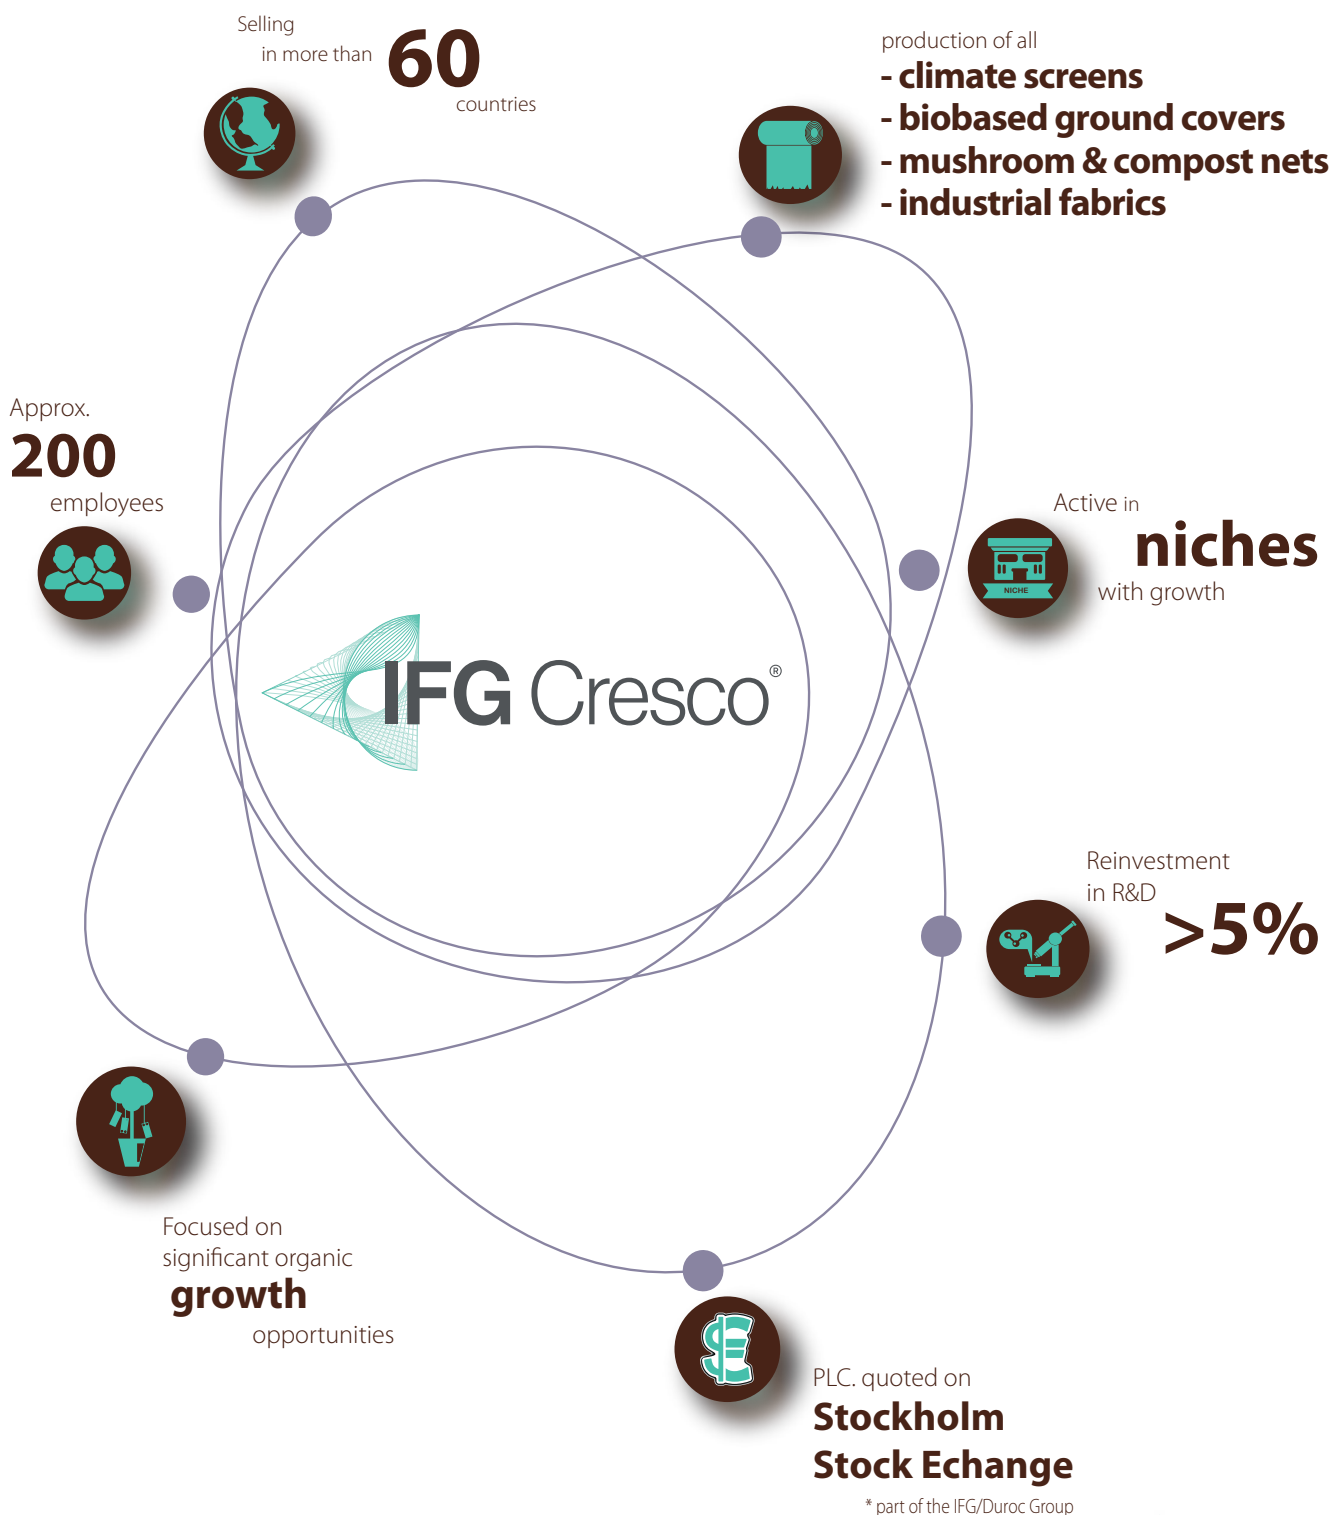 Selling
in more than 60
countries
production of all
- climate screens
- biobased ground covers
- mushroom & compost nets
- industrial fabrics
Approx.
200
employees
Active in
niches
with growth
NICHE
IFG Cresco®
Reinvestment
in R&D
>5%
Focused on
significant organic
growth
opportunities
PLC. quoted on
Stockholm
Stock Echange
* part of the IFG/Duroc Group